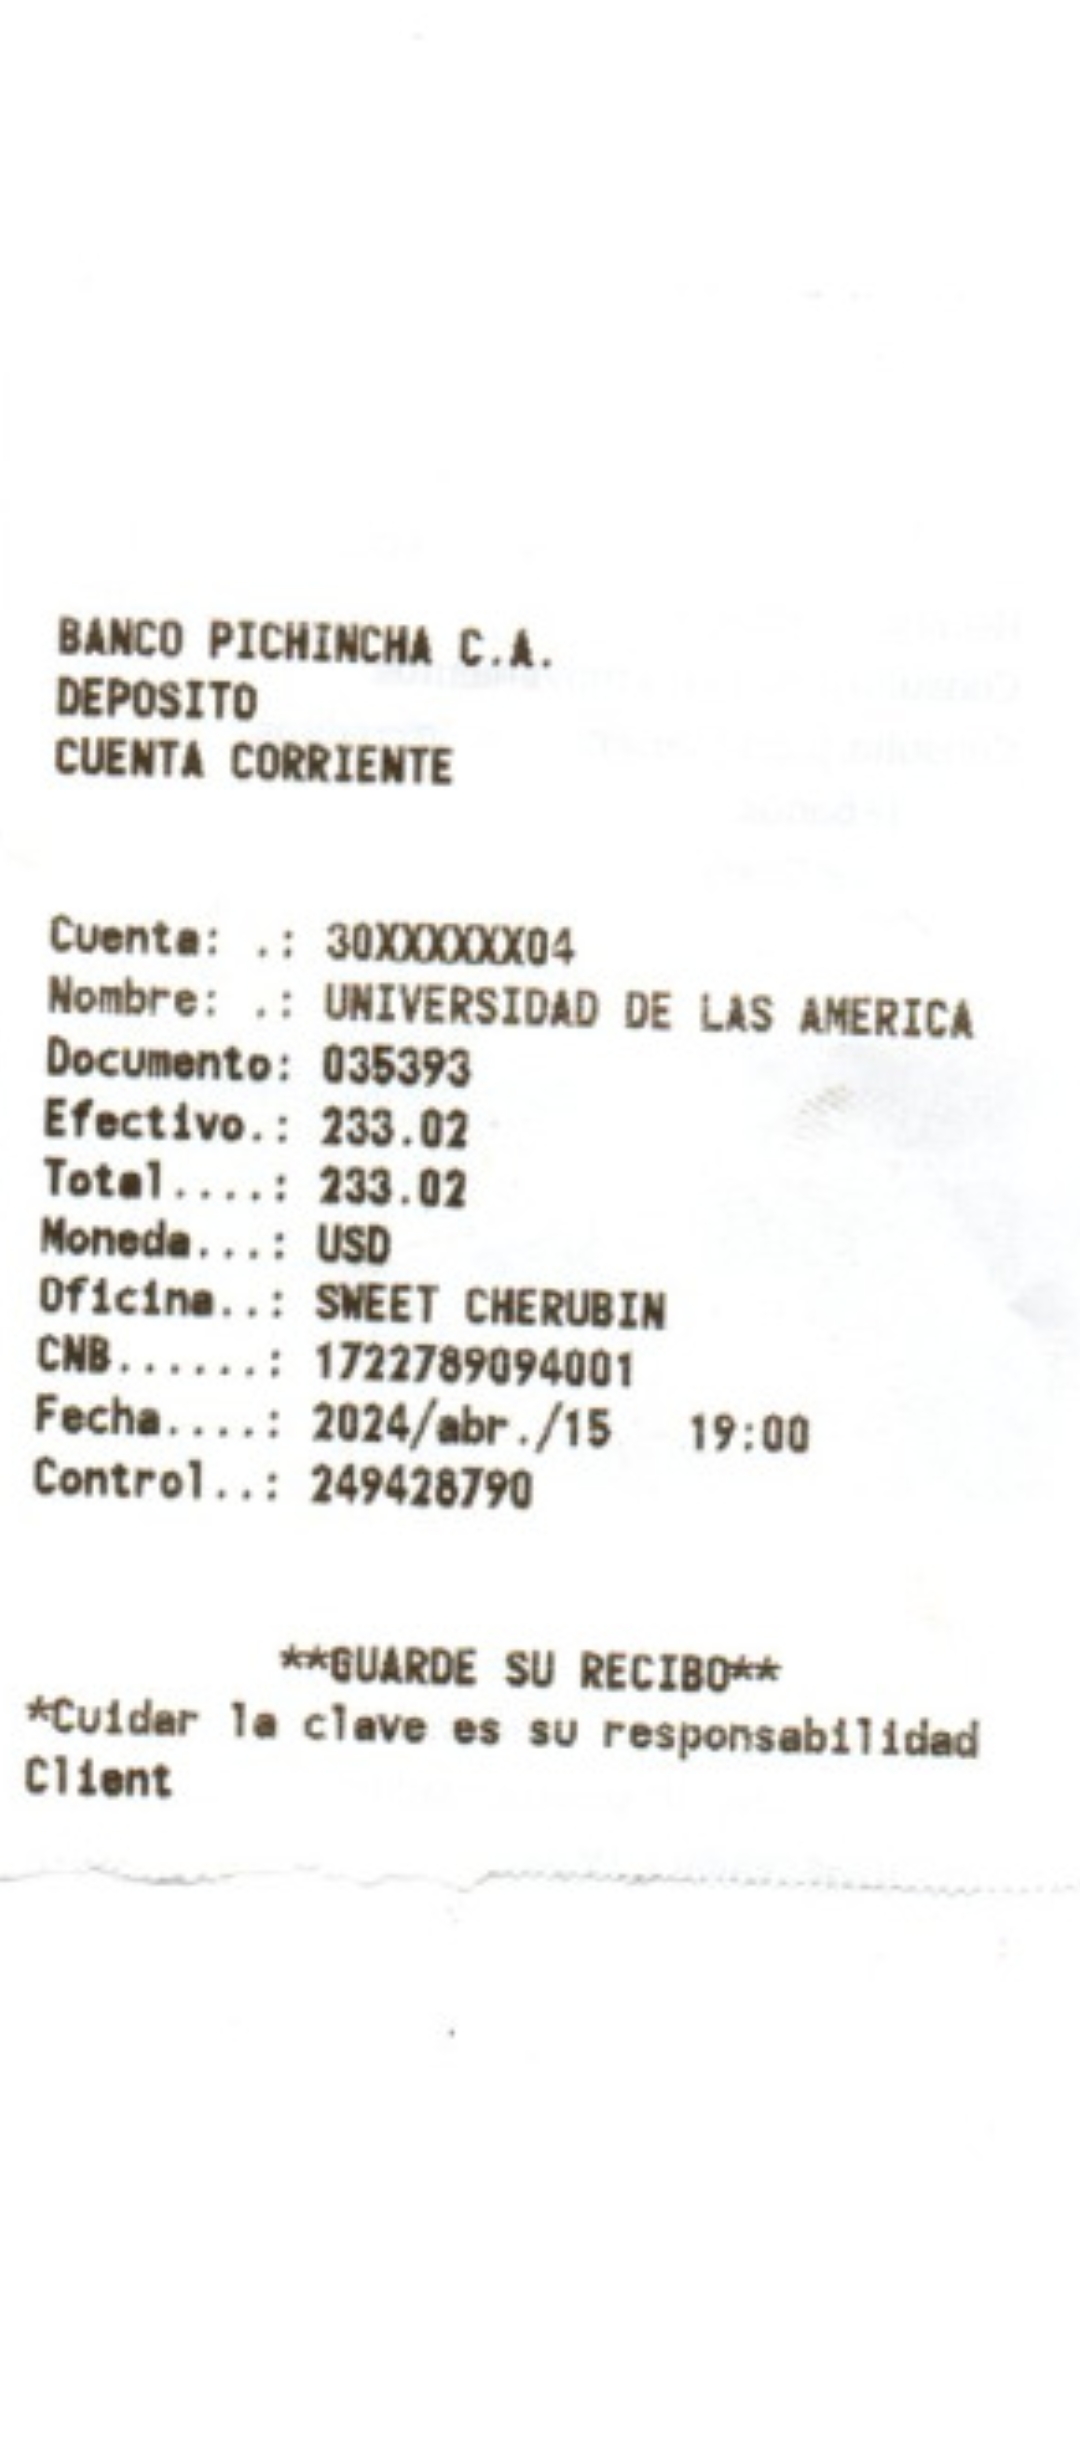 BANCO PICHINCHA C.A.
DEPOSITO
CUENTA CORRIENTE
Cuenta: .: 30XXXXXX04
Nombre: .: UNIVERSIDAD DE LAS AMERICA
Documento: 035393
Efectivo.: 233.02
Total....: 233.02
Moneda...: USD
Oficina..: SWEET CHERUBIN
CNB......: 1722789094001
Fecha....: 2024/abr./15 19:00
Control..: 249428790
**GUARDE SU RECIBO**
*Cuidar la clave es su responsabilidad
Client